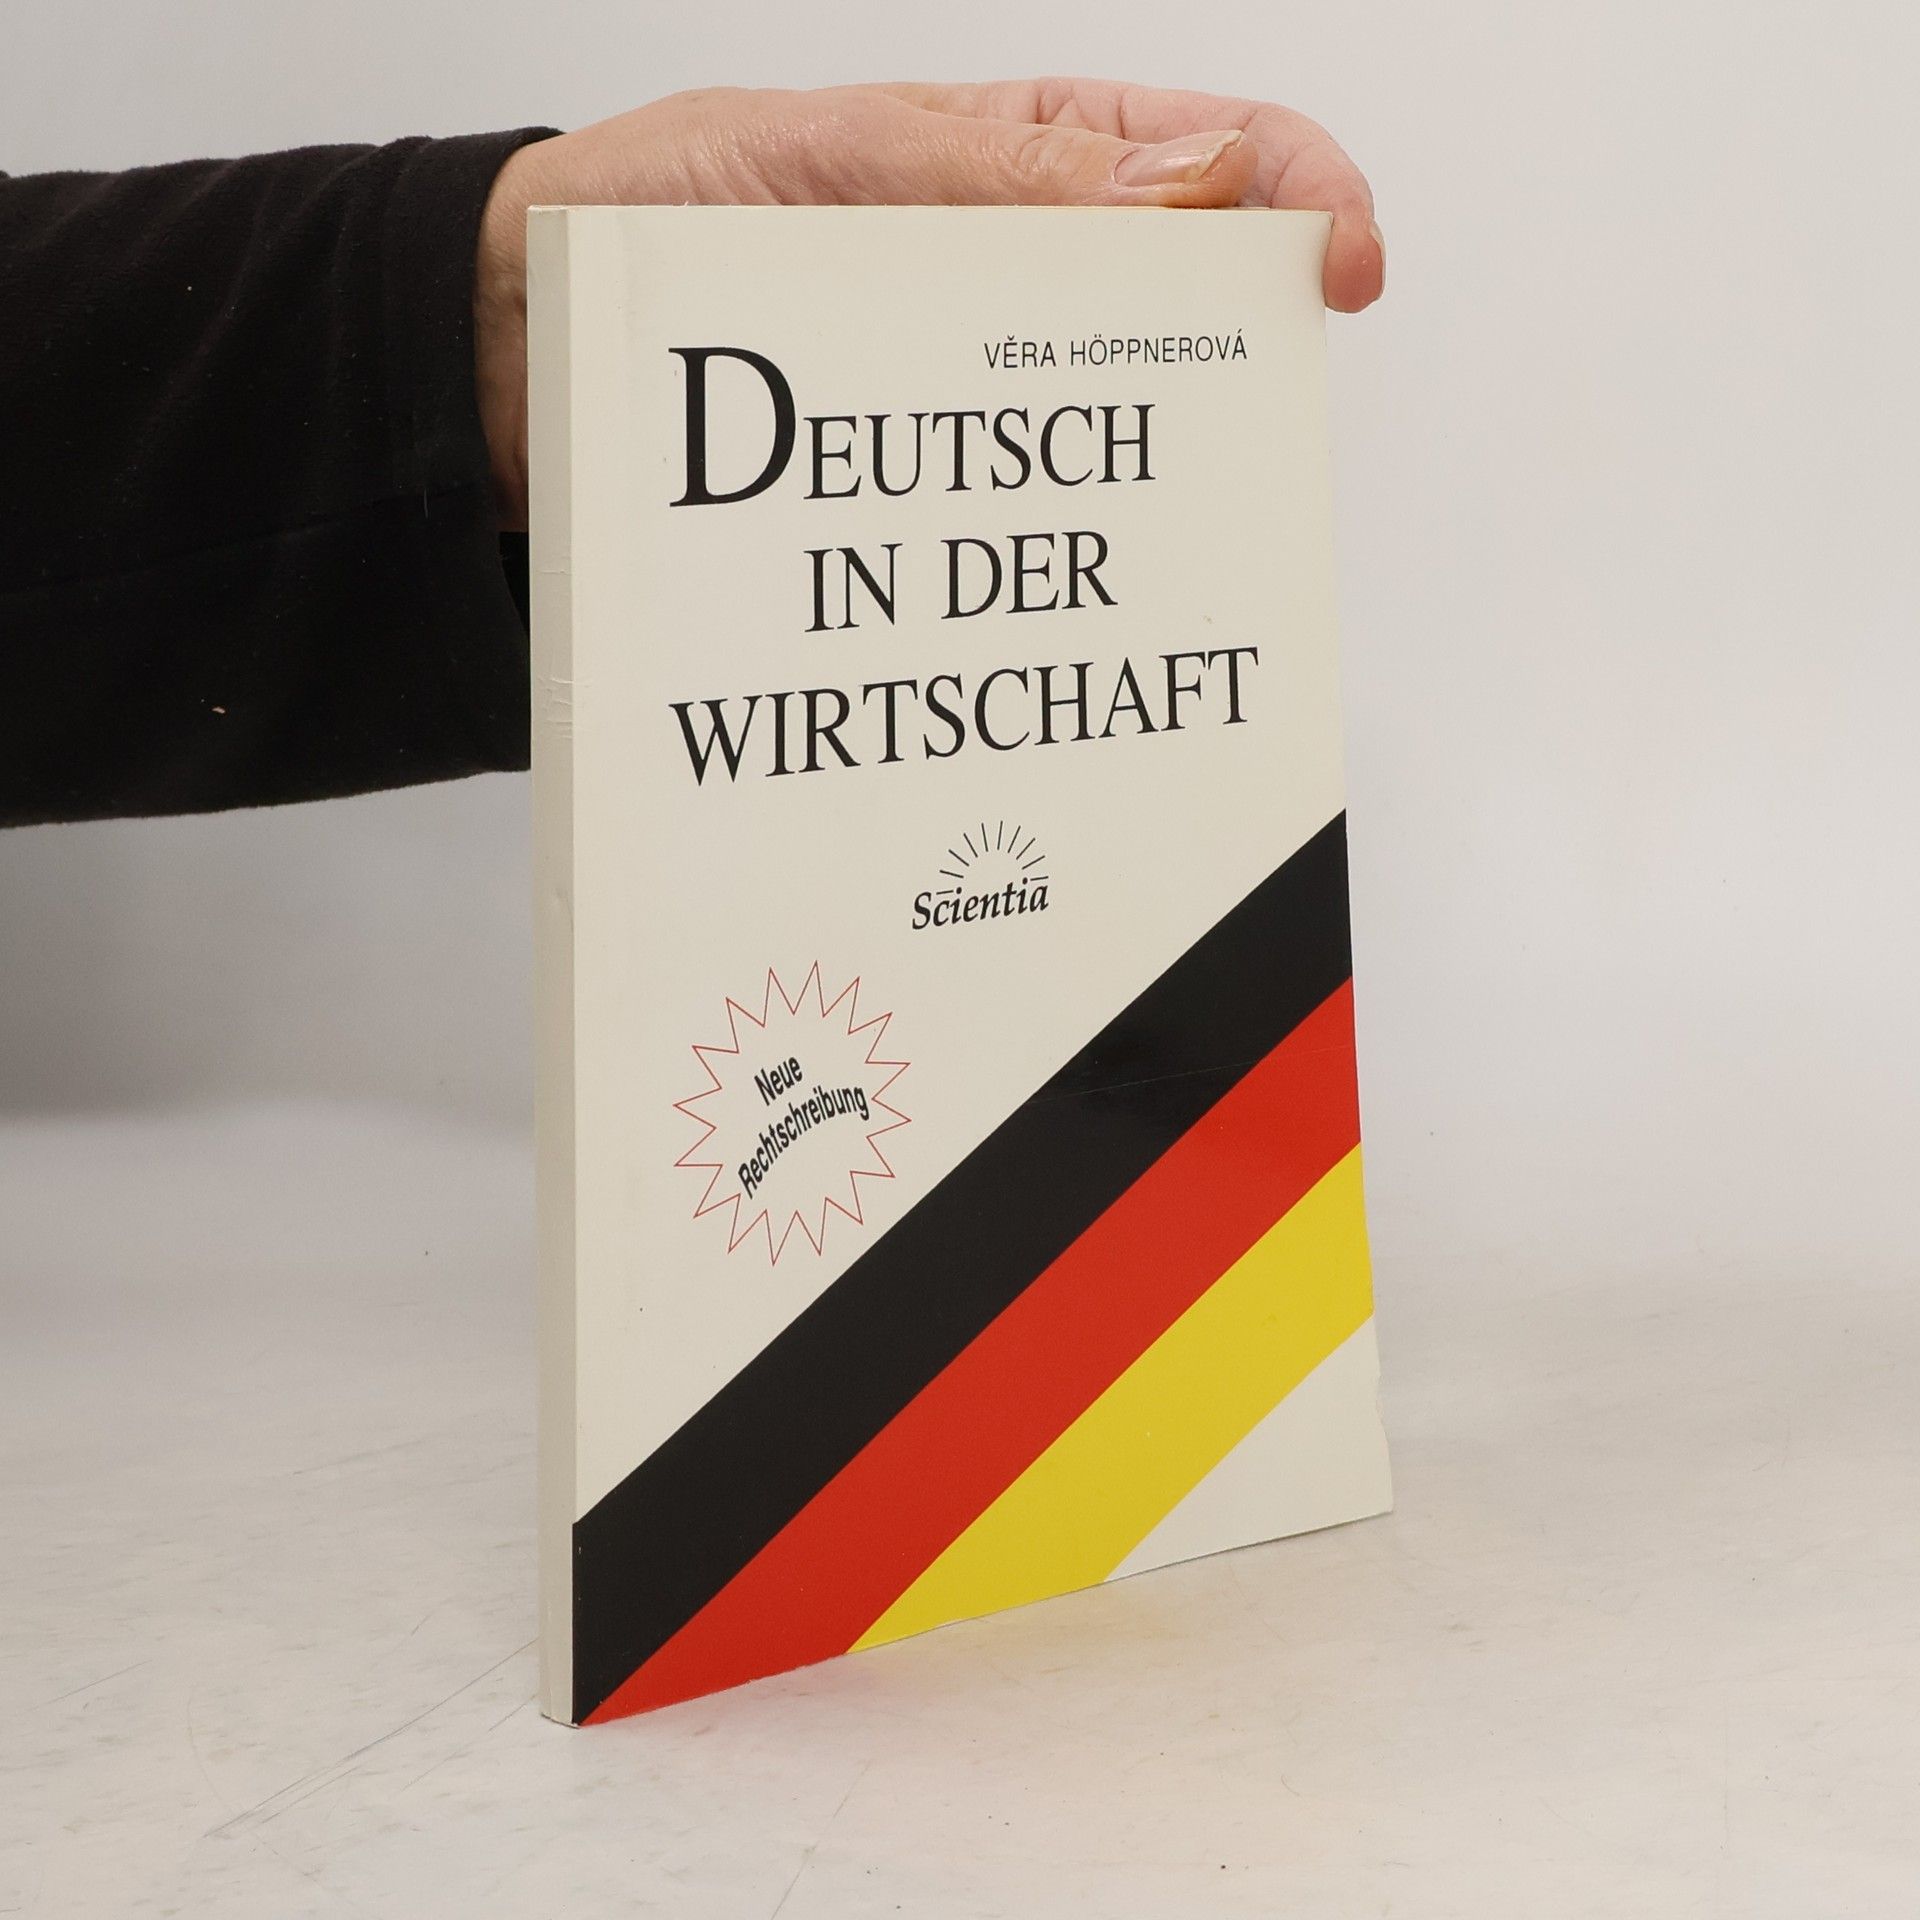 VĚRA HÖPPNEROVÁ
DEUTSCH
IN DER
WIRTSCHAFT
Scientia
Neue
Rechtschreibung